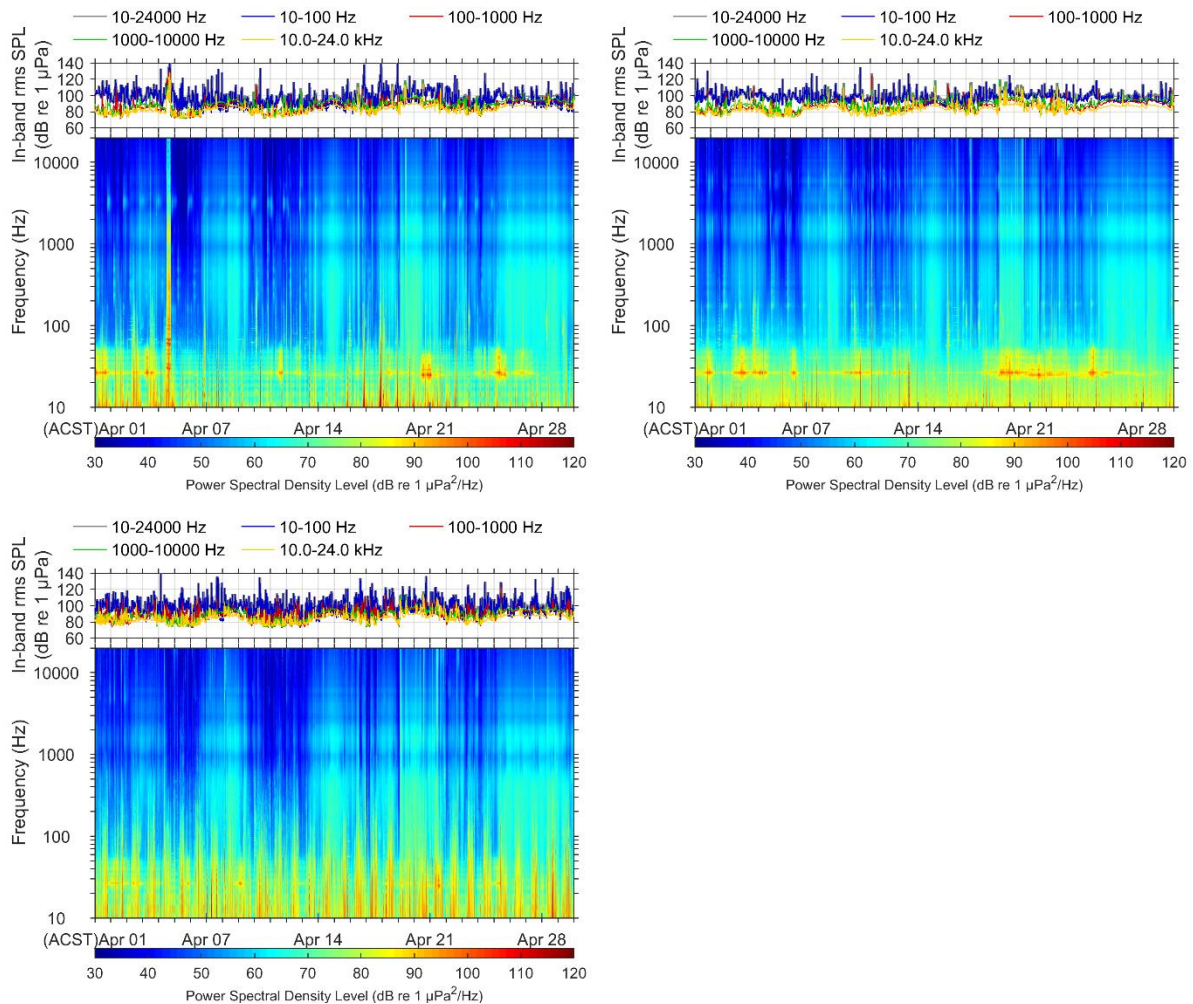 10-24000 Hz 10-100 Hz 100-1000 Hz
1000-10000 Hz 10.0-24.0 kHz
In-band rms SPL
(dB re 1 µPa)
140
120
100
80
60
Frequency (Hz)
10000
1000
100
10
(ACST) Apr 01 Apr 07 Apr 14 Apr 21 Apr 28
30 40 50 60 70 80 90 100 110 120
Power Spectral Density Level (dB re 1 µPa²/Hz)
10-24000 Hz 10-100 Hz 100-1000 Hz
1000-10000 Hz 10.0-24.0 kHz
In-band rms SPL
(dB re 1 µPa)
140
120
100
80
60
Frequency (Hz)
10000
1000
100
10
(ACST) Apr 01 Apr 07 Apr 14 Apr 21 Apr 28
30 40 50 60 70 80 90 100 110 120
Power Spectral Density Level (dB re 1 µPa²/Hz)
10-24000 Hz 10-100 Hz 100-1000 Hz
1000-10000 Hz 10.0-24.0 kHz
In-band rms SPL
(dB re 1 µPa)
140
120
100
80
60
Frequency (Hz)
10000
1000
100
10
(ACST) Apr 01 Apr 07 Apr 14 Apr 21 Apr 28
30 40 50 60 70 80 90 100 110 120
Power Spectral Density Level (dB re 1 µPa²/Hz)